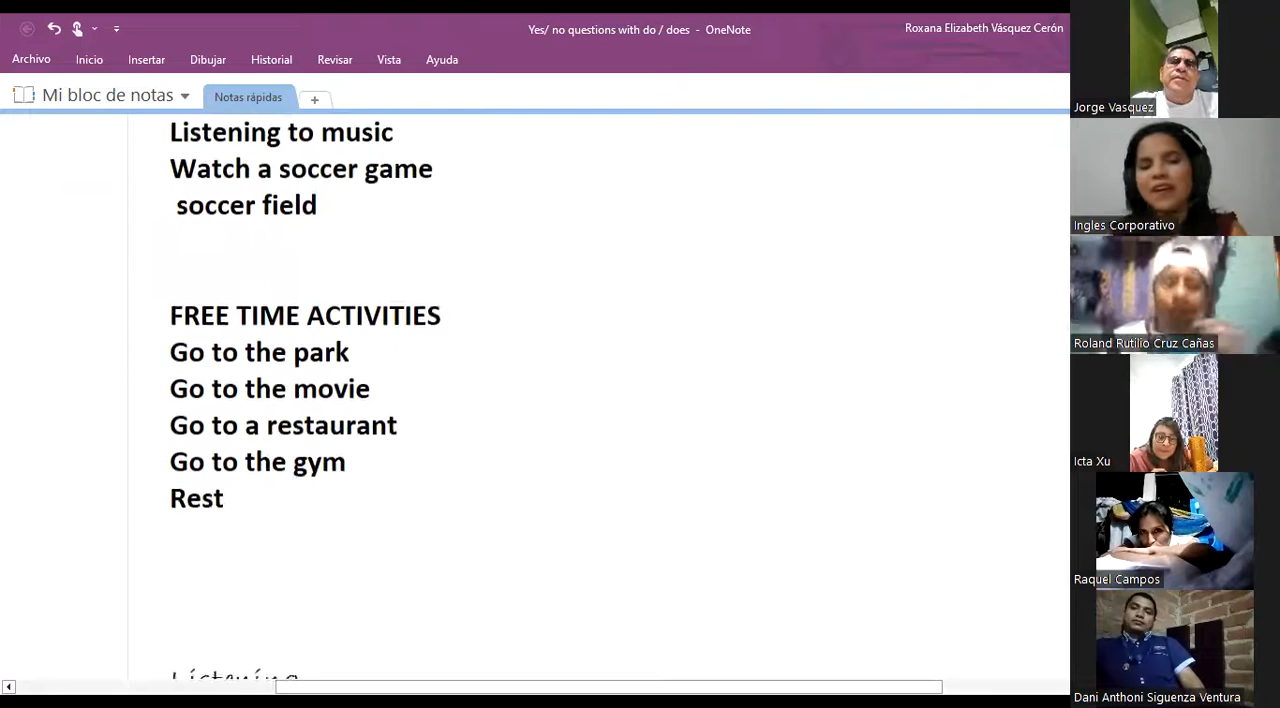 Yes/ no questions with do / does - OneNote
Roxana Elizabeth Vásquez Cerón
Archivo Inicio Insertar Dibujar Historial Revisar Vista Ayuda
Mi bloc de notas Notas rápidas
Listening to music
Watch a soccer game
soccer field
FREE TIME ACTIVITIES
Go to the park
Go to the movie
Go to a restaurant
Go to the gym
Rest
Listening
Jorge Vasquez
Ingles Corporativo
Roland Rutilio Cruz Cañas
Icta Xu
Raquel Campos
Dani Anthoni Siguenza Ventura